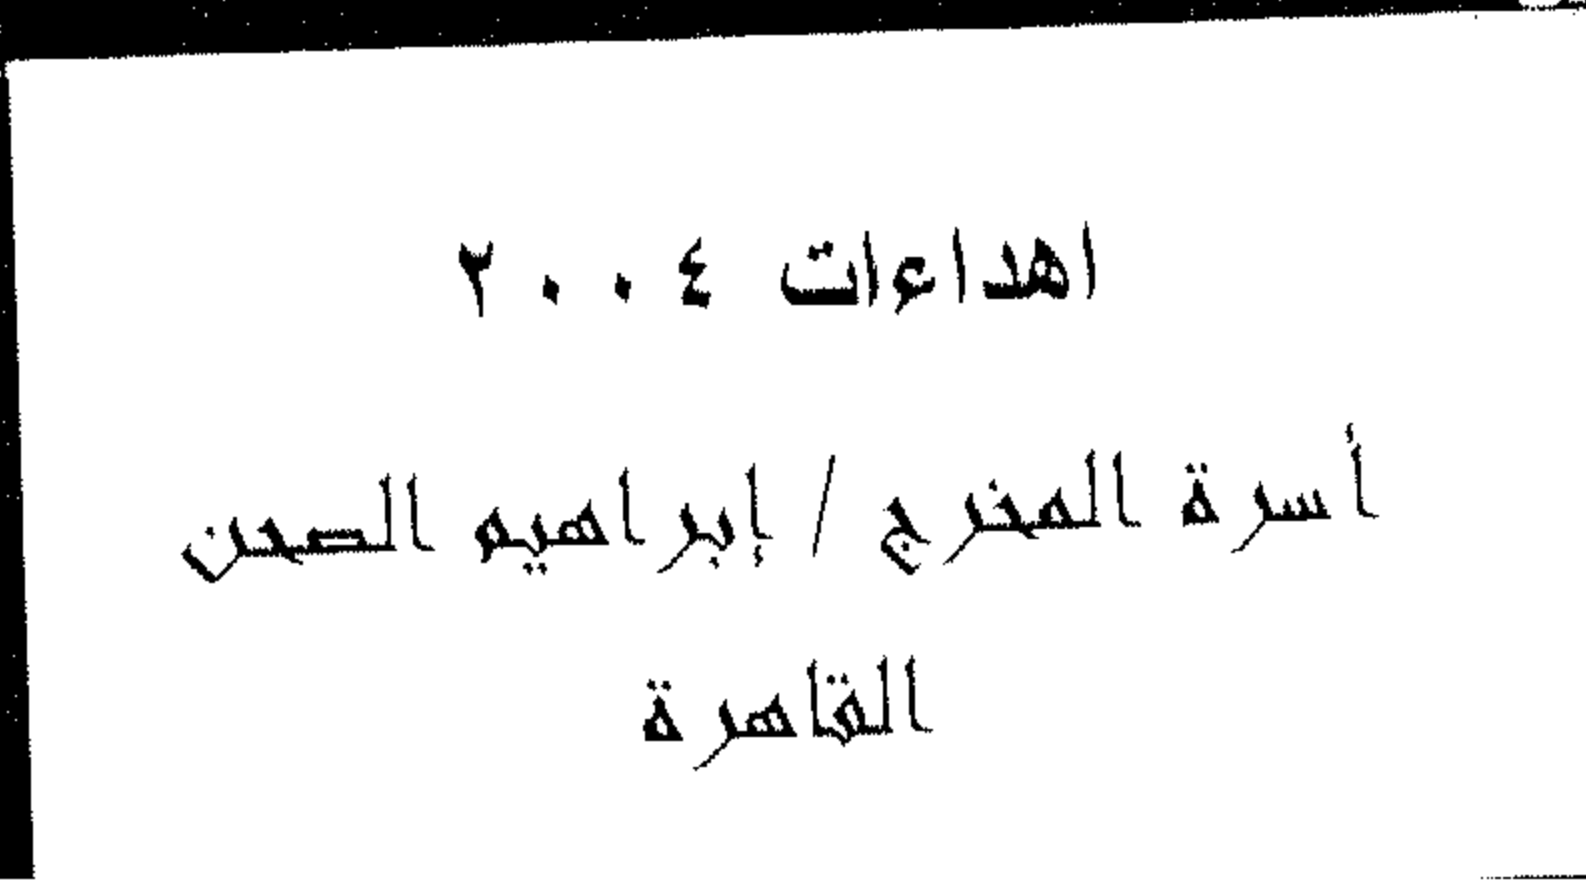 اهداءات ٢٠٠٤
أسرة المخرج / إبراهيم الصحن
القاهرة